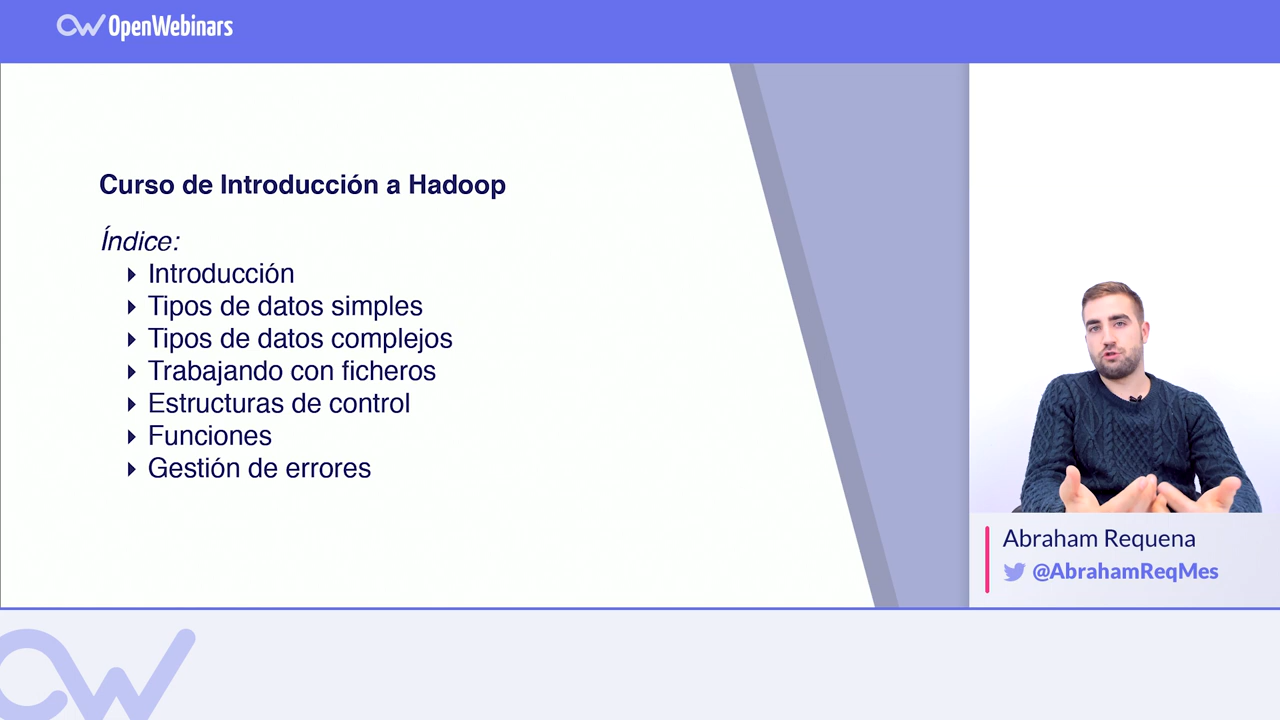 OpenWebinars
Curso de Introducción a Hadoop
Índice:
Introducción
Tipos de datos simples
Tipos de datos complejos
Trabajando con ficheros
Estructuras de control
Funciones
Gestión de errores
Abraham Requena
@AbrahamReqMes